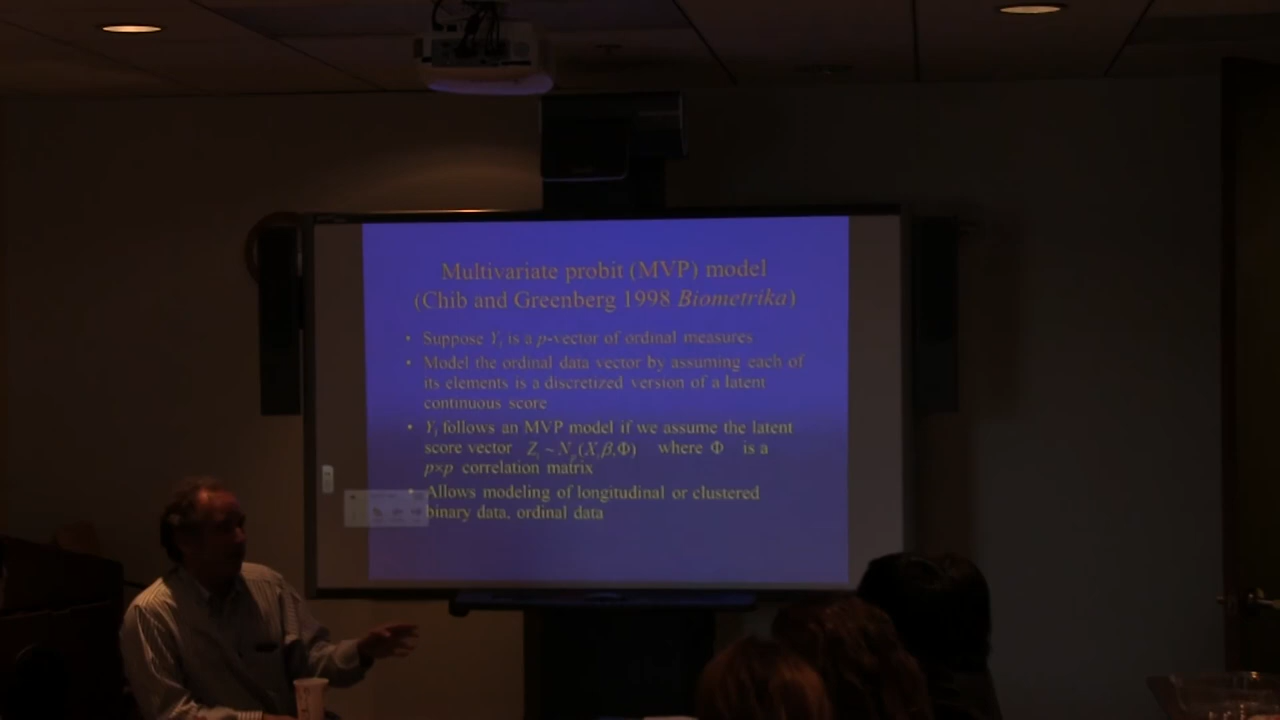 Multivariate probit (MVP) model
(Chib and Greenberg 1998 Biometrika)
• Suppose Yi is a p-vector of ordinal measures
• Model the ordinal data vector by assuming each of
its elements is a discretized version of a latent
continuous score
• Yi follows an MVP model if we assume the latent
score vector Zi ~ Np(Xiβ,Φ) where Φ is a
p×p correlation matrix
• Allows modeling of longitudinal or clustered
binary data, ordinal data